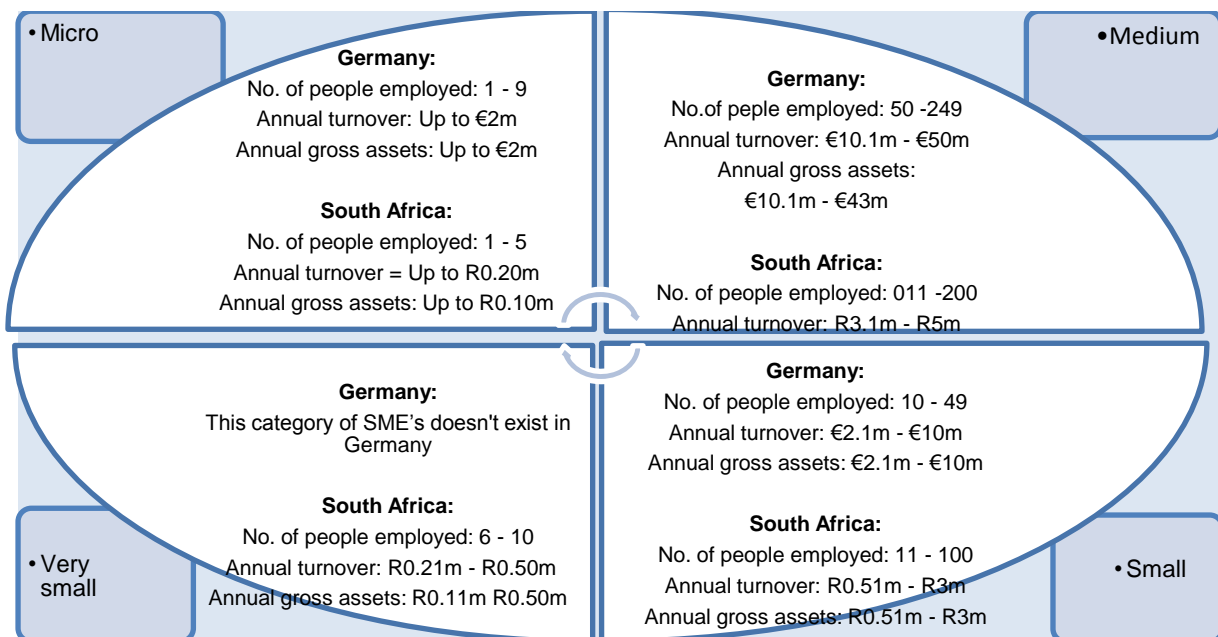 • Micro
Germany:
No. of people employed: 1 - 9
Annual turnover: Up to €2m
Annual gross assets: Up to €2m
South Africa:
No. of people employed: 1 - 5
Annual turnover = Up to R0.20m
Annual gross assets: Up to R0.10m
•Medium
Germany:
No.of peple employed: 50 -249
Annual turnover: €10.1m - €50m
Annual gross assets:
€10.1m - €43m
South Africa:
No. of people employed: 011 -200
Annual turnover: R3.1m - R5m
Germany:
This category of SME’s doesn't exist in
Germany
South Africa:
No. of people employed: 6 - 10
Annual turnover: R0.21m - R0.50m
Annual gross assets: R0.11m R0.50m
• Very
small
Germany:
No. of people employed: 10 - 49
Annual turnover: €2.1m - €10m
Annual gross assets: €2.1m - €10m
South Africa:
No. of people employed: 11 - 100
Annual turnover: R0.51m - R3m
Annual gross assets: R0.51m - R3m
• Small